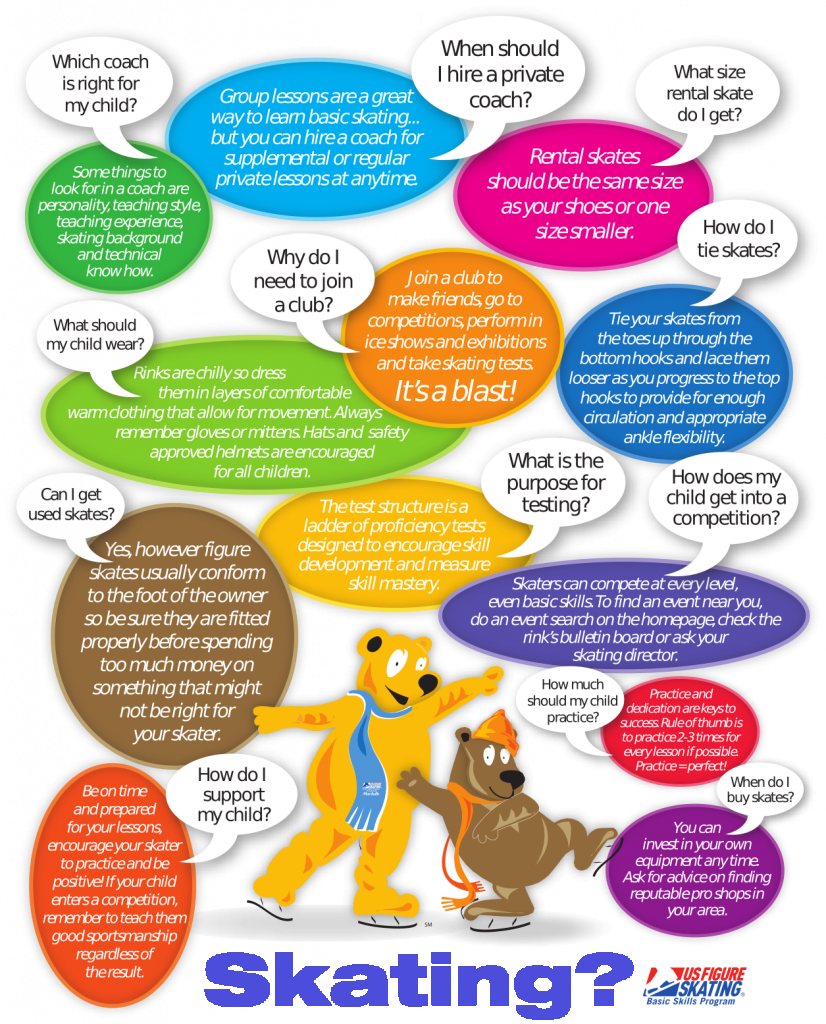 Which coach
is right for
my child?
Some things to
look for in a coach are
personality, teaching style,
teaching experience,
skating background
and technical
know how.
When should
I hire a private
coach?
Group lessons are a great
way to learn basic skating...
but you can hire a coach for
supplemental or regular
private lessons at anytime.
What size
rental skate
do I get?
Rental skates
should be the same size
as your shoes or one
size smaller.
Why do I
need to join
a club?
Join a club to
make friends, go to
competitions, perform in
ice shows and exhibitions
and take skating tests.
It's a blast!
How do I
tie skates?
Tie your skates from
the toes up through the
bottom hooks and lace them
looser as you progress to the top
hooks to provide for enough
circulation and appropriate
ankle flexibility.
What should
my child wear?
Rinks are chilly so dress
them in layers of comfortable
warm clothing that allow for movement. Always
remember gloves or mittens. Hats and safety
approved helmets are encouraged
for all children.
What is the
purpose for
testing?
The test structure is a
ladder of proficiency tests
designed to encourage skill
development and measure
skill mastery.
How does my
child get into a
competition?
Skaters can compete at every level,
even basic skills. To find an event near you,
do an event search on the homepage, check the
rink's bulletin board or ask your
skating director.
Can I get
used skates?
Yes, however figure
skates usually conform
to the foot of the owner
so be sure they are fitted
properly before spending
too much money on
something that might
not be right for
your skater.
How much
should my child
practice?
Practice and
dedication are keys to
success. Rule of thumb is
to practice 2-3 times for
every lesson if possible.
Practice = perfect!
How do I
support
my child?
Be on time
and prepared
for your lessons,
encourage your skater
to practice and be
positive! If your child
enters a competition,
remember to teach them
good sportsmanship
regardless of
the result.
When do I
buy skates?
You can
invest in your own
equipment any time.
Ask for advice on finding
reputable pro shops in
your area.
SM
Skating?
US FIGURE
SKATING®
Basic Skills Program